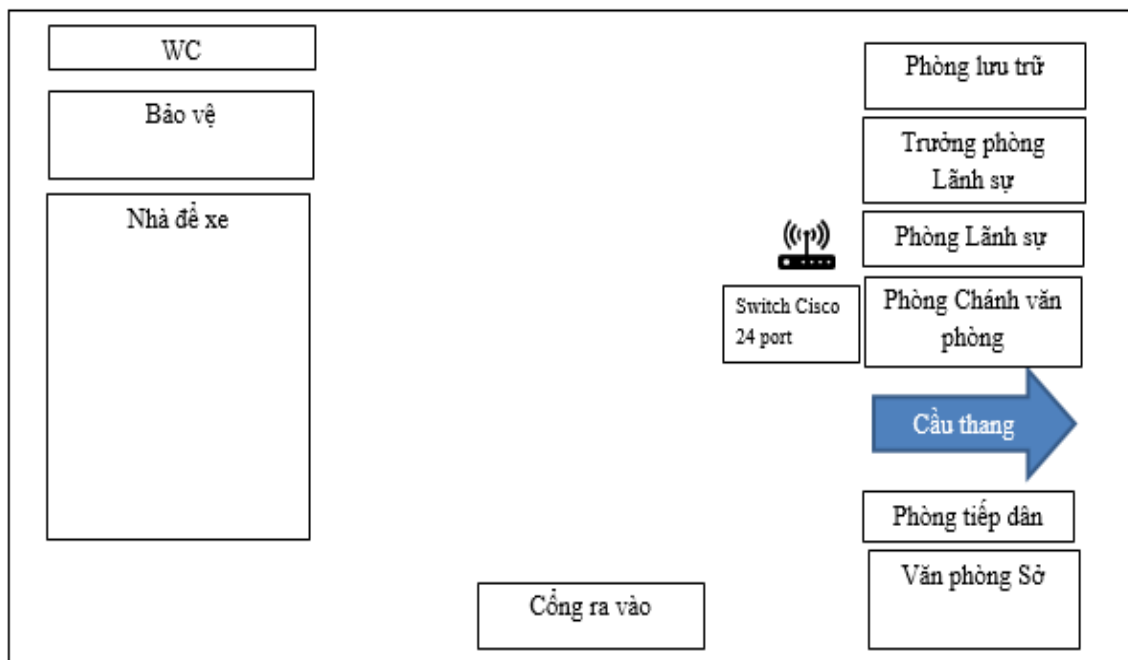 WC
Bảo vệ
Nhà để xe
Phòng lưu trữ
Trưởng phòng
Lãnh sự
Phòng Lãnh sự
Switch Cisco
24 port
Phòng Chánh văn
phòng
Cầu thang
Phòng tiếp dân
Văn phòng Sở
Cổng ra vào